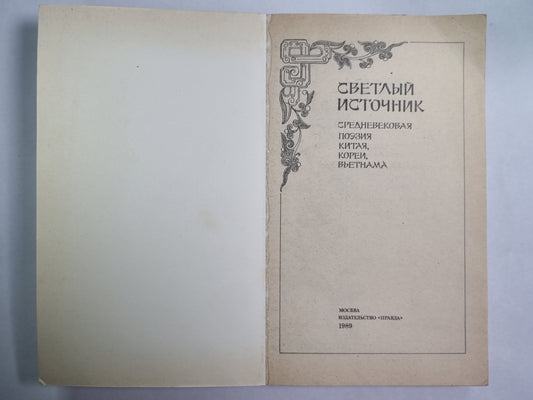 СВЕТЛЫЙ
ИСТОЧНИК
СРЕДНЕВЕКОВАЯ
ПОЭЗИЯ
КИТАЯ,
КОРЕИ,
ВЬЕТНАМА
МОСКВА
ИЗДАТЕЛЬСТВО «ПРАВДА»
1989